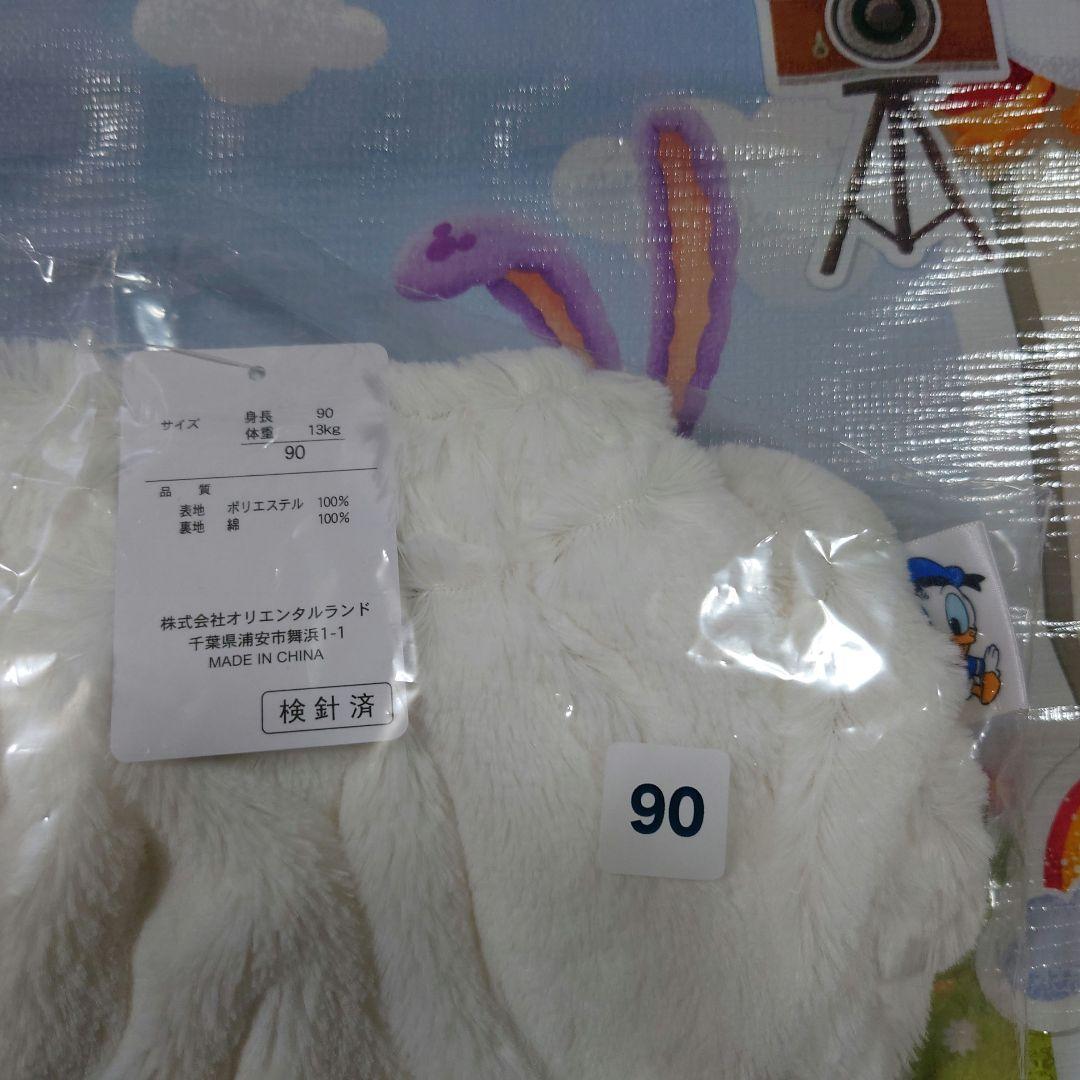 サイズ 身長 90
体重 13kg
90
品 質
表地 ポリエステル 100%
裏地 綿 100%
株式会社オリエンタルランド
千葉県浦安市舞浜1-1
MADE IN CHINA
検針済
90